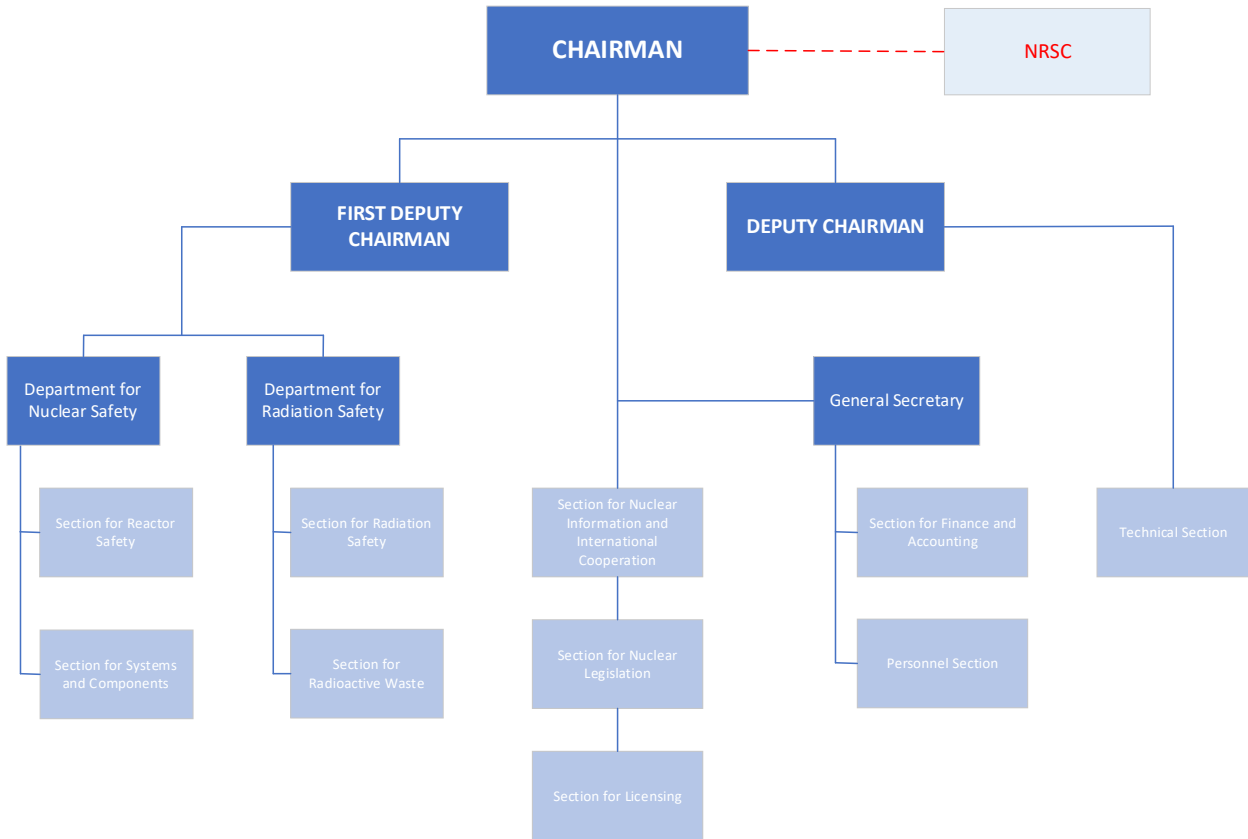 CHAIRMAN
NRSC
FIRST DEPUTY
CHAIRMAN
DEPUTY CHAIRMAN
Department for
Nuclear Safety
Department for
Radiation Safety
General Secretary
Section for Reactor
Safety
Section for Radiation
Safety
Section for Nuclear
Information and
International
Cooperation
Section for Finance and
Accounting
Technical Section
Section for Systems
and Components
Section for
Radioactive Waste
Section for Nuclear
Legislation
Personnel Section
Section for Licensing